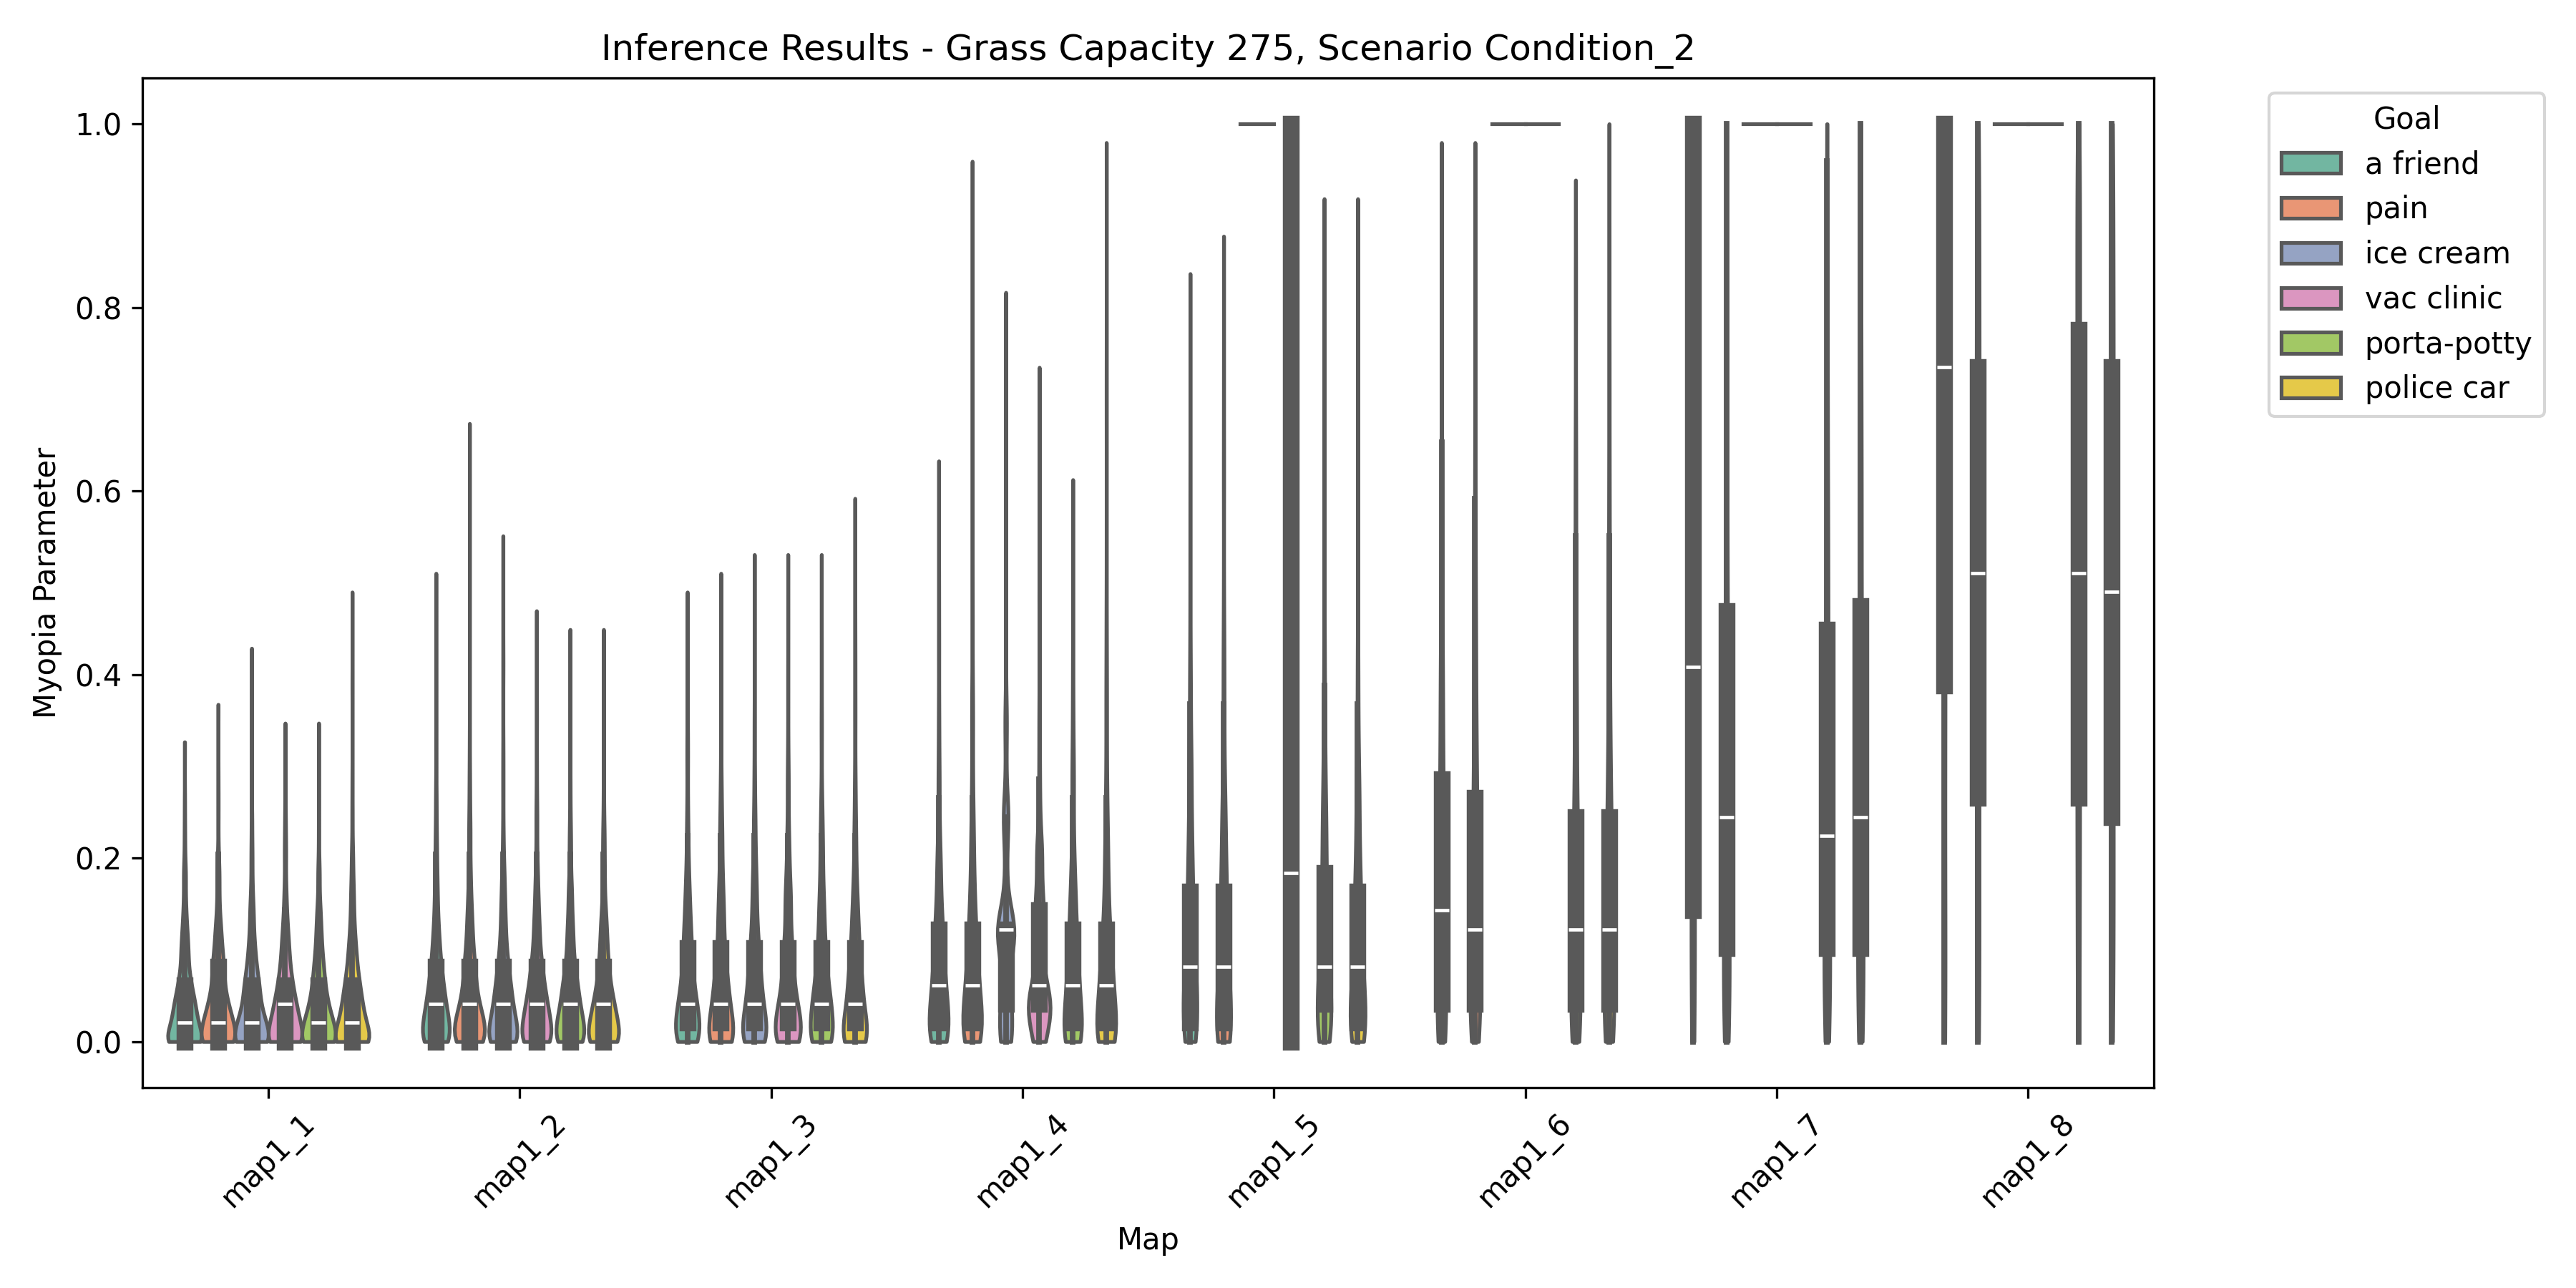 Inference Results - Grass Capacity 275, Scenario Condition_2
Myopia Parameter
1.0
0.8
0.6
0.4
0.2
0.0
map1_1
map1_2
map1_3
map1_4
map1_5
map1_6
map1_7
map1_8
Map
Goal
a friend
pain
ice cream
vac clinic
porta-potty
police car